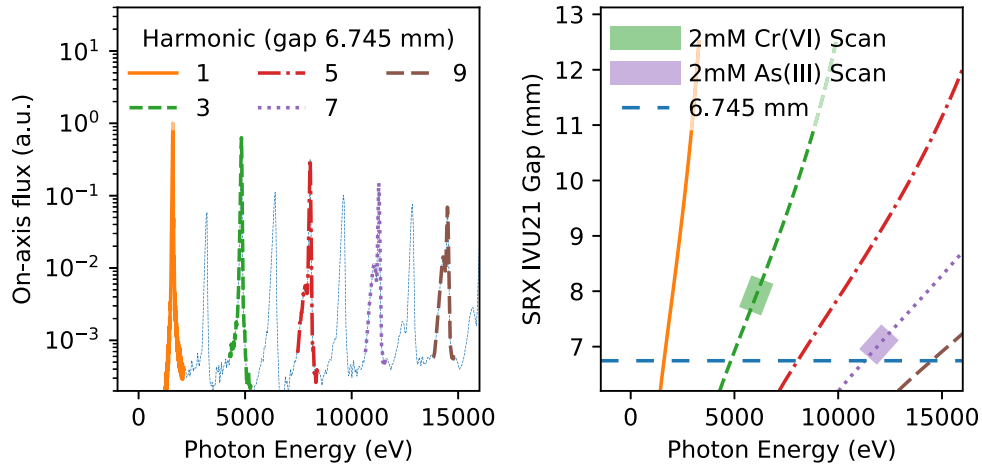 On-axis flux (a.u.)
10¹
10⁰
10⁻¹
10⁻²
10⁻³
Harmonic (gap 6.745 mm)
1 5 9
3 7
0 5000 10000 15000
Photon Energy (eV)
SRX IVU21 Gap (mm)
13
12
11
10
9
8
7
2mM Cr(VI) Scan
2mM As(III) Scan
6.745 mm
0 5000 10000 15000
Photon Energy (eV)